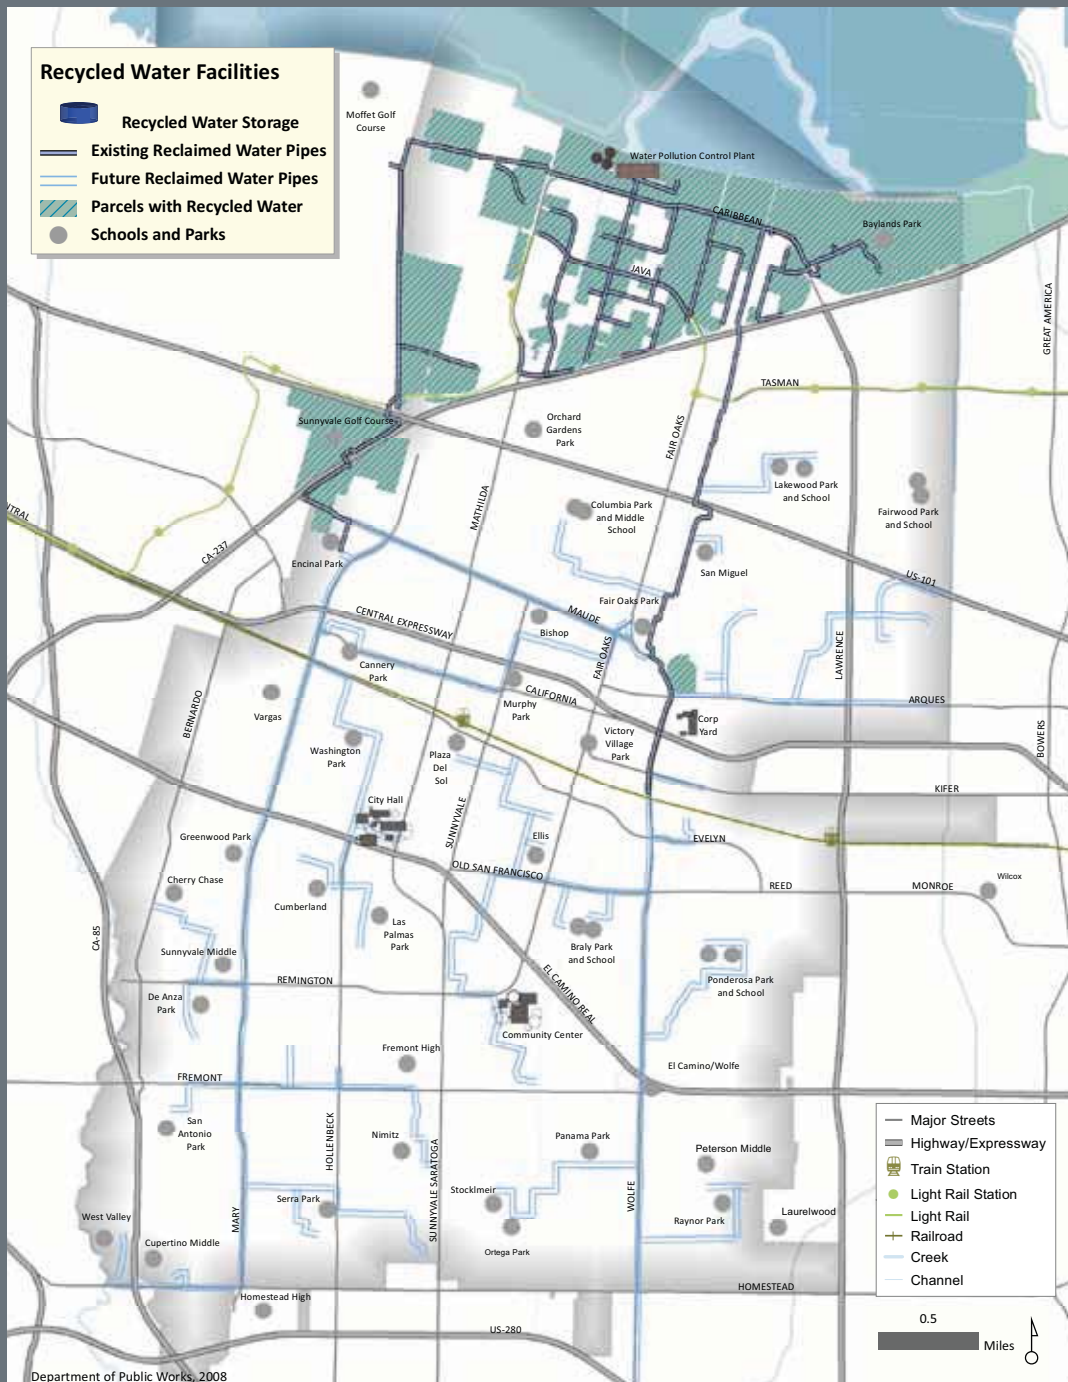 Recycled Water Facilities
Recycled Water Storage
Existing Reclaimed Water Pipes
Future Reclaimed Water Pipes
Parcels with Recycled Water
Schools and Parks
Moffet Golf
Course
Water Pollution Control Plant
CARIBBEAN
Baylands Park
JAVA
GREAT AMERICA
TASMAN
Sunnyvale Golf Course
Orchard
Gardens
Park
FAIR OAKS
MATHILDA
Lakewood Park
and School
Columbia Park
and Middle
School
Fairwood Park
and School
NTRAL
CA-237
Encinal Park
San Miguel
US-101
Fair Oaks Park
MAUDE
CENTRAL EXPRESSWAY
Bishop
FAIR OAKS
LAWRENCE
Cannery
Park
BERNARDO
CALIFORNIA
ARQUES
Murphy
Park
Vargas
Corp
Yard
Victory
Village
Park
BOWERS
Washington
Park
Plaza
Del
Sol
KIFER
City Hall
SUNNYVALE
Greenwood Park
Ellis
EVELYN
OLD SAN FRANCISCO
Cherry Chase
REED
MONROE
Wilcox
Cumberland
Las
Palmas
Park
CA-85
Braly Park
and School
Sunnyvale Middle
EL CAMINO REAL
REMINGTON
Ponderosa Park
and School
De Anza
Park
Community Center
Fremont High
El Camino/Wolfe
FREMONT
San
Antonio
Park
HOLLENBECK
Nimitz
SUNNYVALE SARATOGA
Panama Park
Peterson Middle
Stocklmeir
WOLFE
Serra Park
MARY
Raynor Park
Laurelwood
West Valley
Cupertino Middle
Ortega Park
HOMESTEAD
Homestead High
US-280
Major Streets
Highway/Expressway
Train Station
Light Rail Station
Light Rail
Railroad
Creek
Channel
0.5
Miles
Department of Public Works, 2008